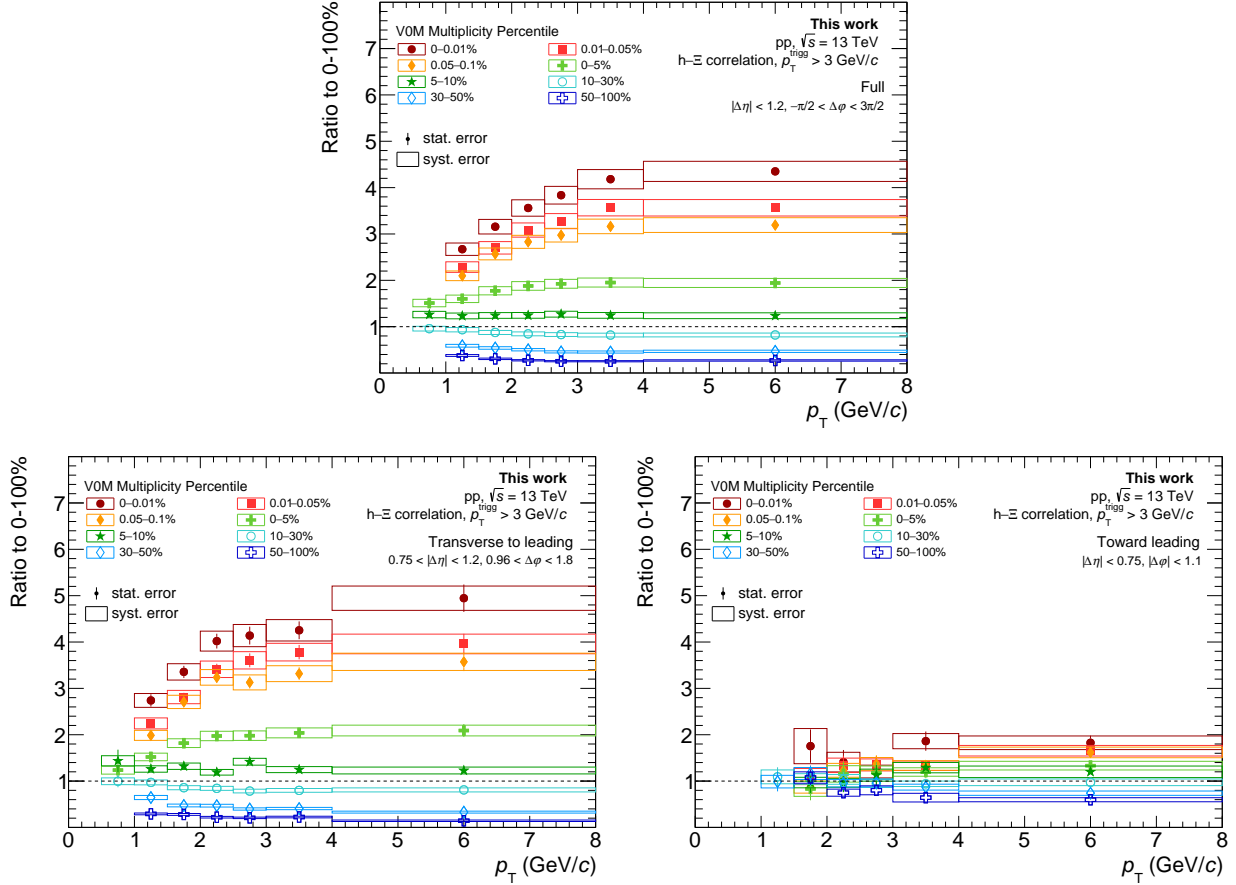 Ratio to 0-100%
V0M Multiplicity Percentile
0–0.01%
0.01–0.05%
0.05–0.1%
0–5%
5–10%
10–30%
30–50%
50–100%
stat. error
syst. error
This work
pp, √s = 13 TeV
h–Ξ correlation, p_T^trigg > 3 GeV/c
Full
|Δη| < 1.2, −π/2 < Δφ < 3π/2
7
6
5
4
3
2
1
0 1 2 3 4 5 6 7 8
p_T (GeV/c)
Ratio to 0-100%
V0M Multiplicity Percentile
0–0.01%
0.01–0.05%
0.05–0.1%
0–5%
5–10%
10–30%
30–50%
50–100%
stat. error
syst. error
This work
pp, √s = 13 TeV
h–Ξ correlation, p_T^trigg > 3 GeV/c
Transverse to leading
0.75 < |Δη| < 1.2, 0.96 < Δφ < 1.8
7
6
5
4
3
2
1
0 1 2 3 4 5 6 7 8
p_T (GeV/c)
Ratio to 0-100%
V0M Multiplicity Percentile
0–0.01%
0.01–0.05%
0.05–0.1%
0–5%
5–10%
10–30%
30–50%
50–100%
stat. error
syst. error
This work
pp, √s = 13 TeV
h–Ξ correlation, p_T^trigg > 3 GeV/c
Toward leading
|Δη| < 0.75, |Δφ| < 1.1
7
6
5
4
3
2
1
0 1 2 3 4 5 6 7 8
p_T (GeV/c)